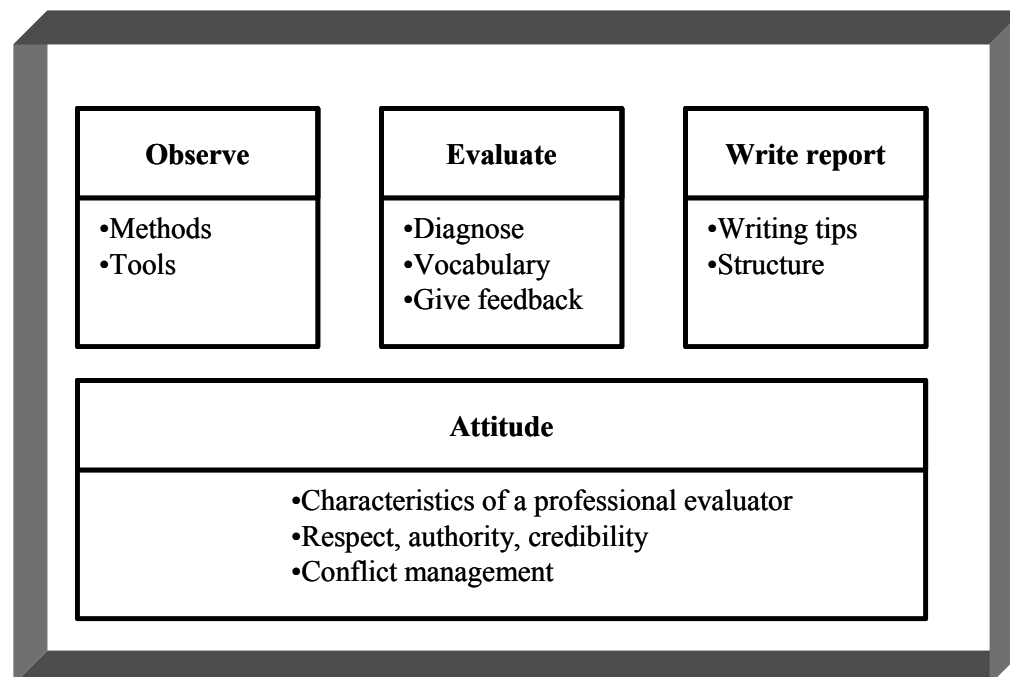 Observe
•Methods
•Tools
Evaluate
•Diagnose
•Vocabulary
•Give feedback
Write report
•Writing tips
•Structure
Attitude
•Characteristics of a professional evaluator
•Respect, authority, credibility
•Conflict management